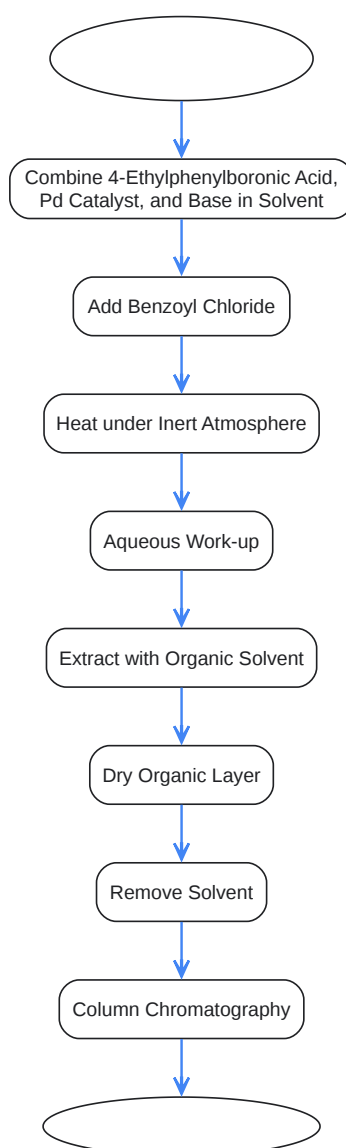 Combine 4-Ethylphenylboronic Acid,
Pd Catalyst, and Base in Solvent
Add Benzoyl Chloride
Heat under Inert Atmosphere
Aqueous Work-up
Extract with Organic Solvent
Dry Organic Layer
Remove Solvent
Column Chromatography